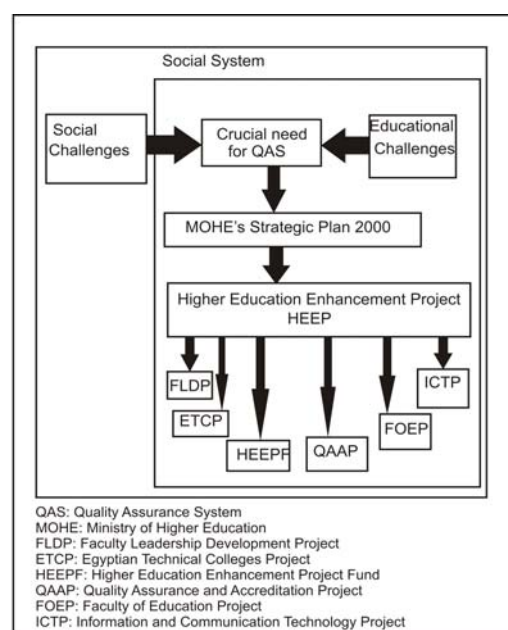 Social System
Social
Challenges
Crucial need
for QAS
Educational
Challenges
MOHE's Strategic Plan 2000
Higher Education Enhancement Project
HEEP
FLDP
ETCP
HEEPF
QAAP
FOEP
ICTP
QAS: Quality Assurance System
MOHE: Ministry of Higher Education
FLDP: Faculty Leadership Development Project
ETCP: Egyptian Technical Colleges Project
HEEPF: Higher Education Enhancement Project Fund
QAAP: Quality Assurance and Accreditation Project
FOEP: Faculty of Education Project
ICTP: Information and Communication Technology Project